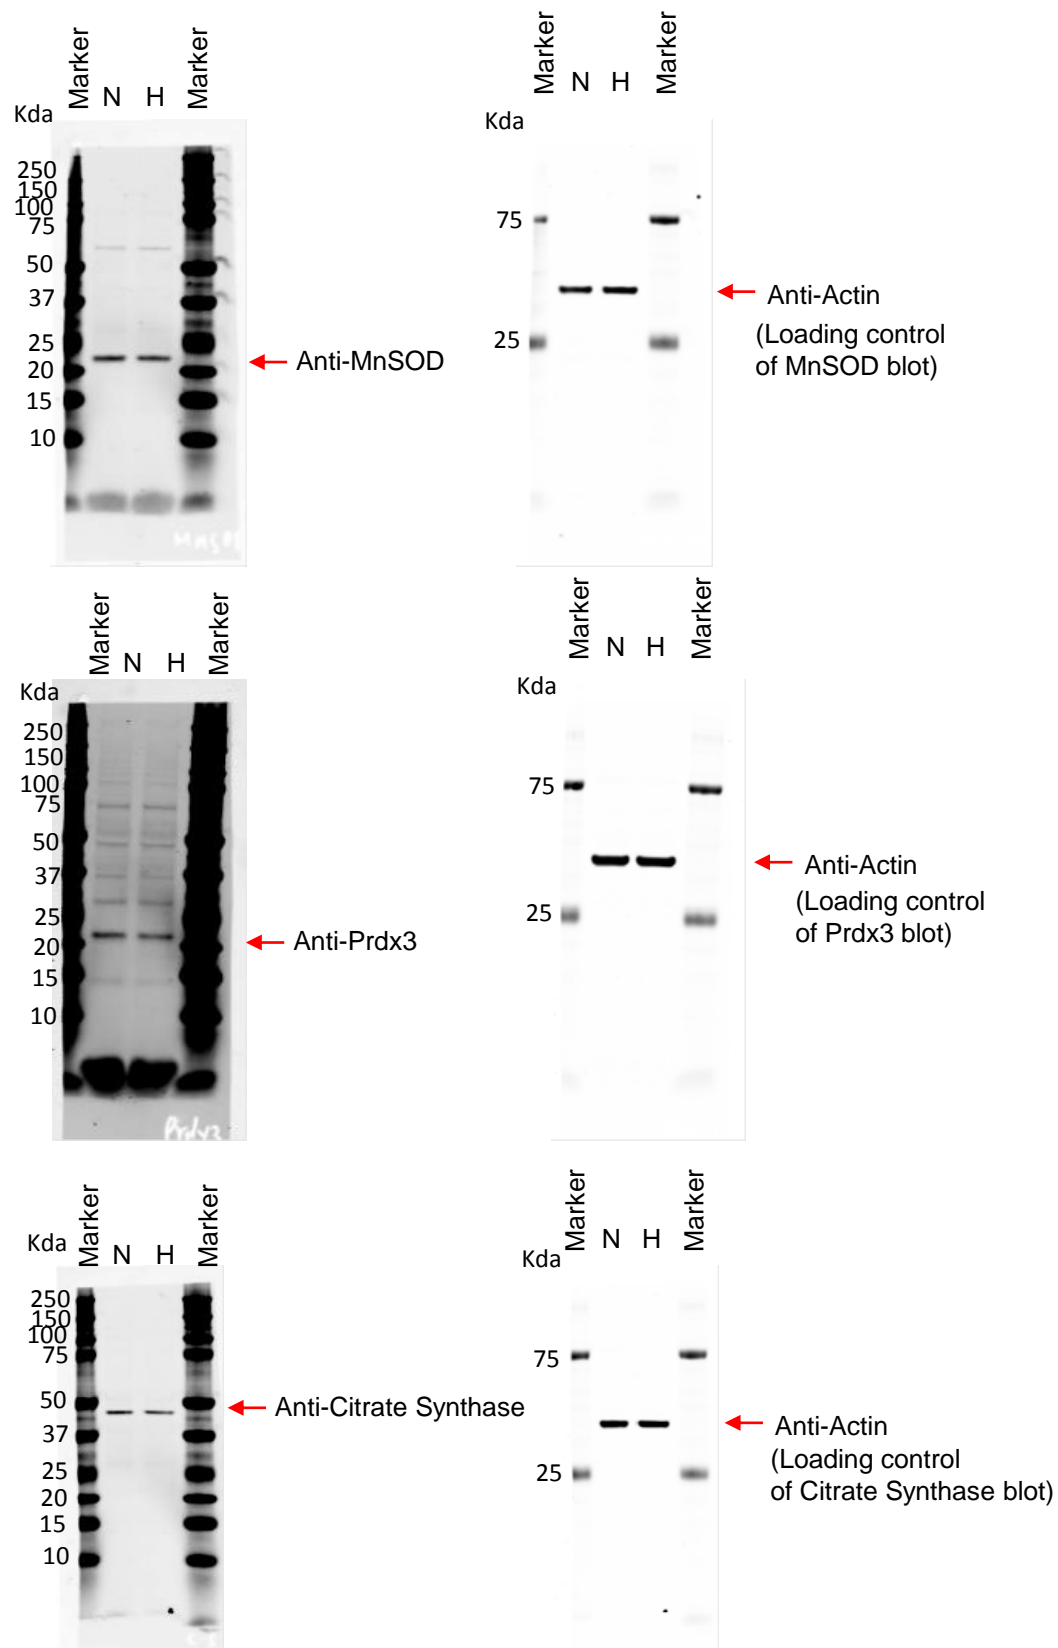 Marker N H Marker
Kda
250
150
100
75
50
37
25
20
15
10
Anti-MnSOD
Marker N H Marker
Kda
75
25
Anti-Actin
(Loading control
of MnSOD blot)
Marker N H Marker
Kda
250
150
100
75
50
37
25
20
15
10
Anti-Prdx3
Prdx3
Marker N H Marker
Kda
75
25
Anti-Actin
(Loading control
of Prdx3 blot)
Marker N H Marker
Kda
250
150
100
75
50
37
25
20
15
10
Anti-Citrate Synthase
Marker N H Marker
Kda
75
25
Anti-Actin
(Loading control
of Citrate Synthase blot)